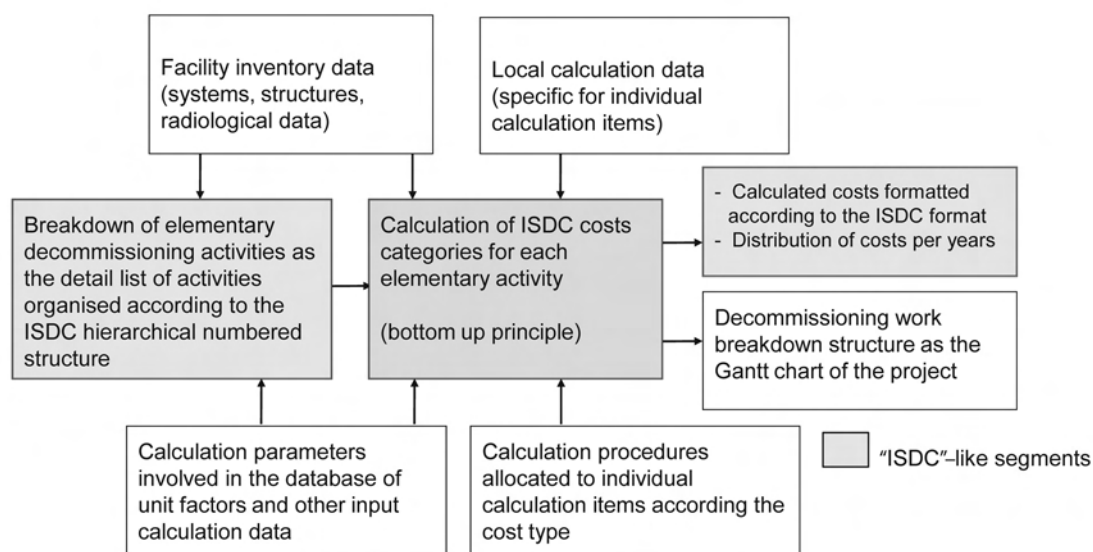 Facility inventory data
(systems, structures,
radiological data)
Local calculation data
(specific for individual
calculation items)
Breakdown of elementary
decommissioning activities as
the detail list of activities
organised according to the
ISDC hierarchical numbered
structure
Calculation of ISDC costs
categories for each
elementary activity
(bottom up principle)
- Calculated costs formatted
according to the ISDC format
- Distribution of costs per years
Decommissioning work
breakdown structure as the
Gantt chart of the project
Calculation parameters
involved in the database of
unit factors and other input
calculation data
Calculation procedures
allocated to individual
calculation items according the
cost type
"ISDC"–like segments